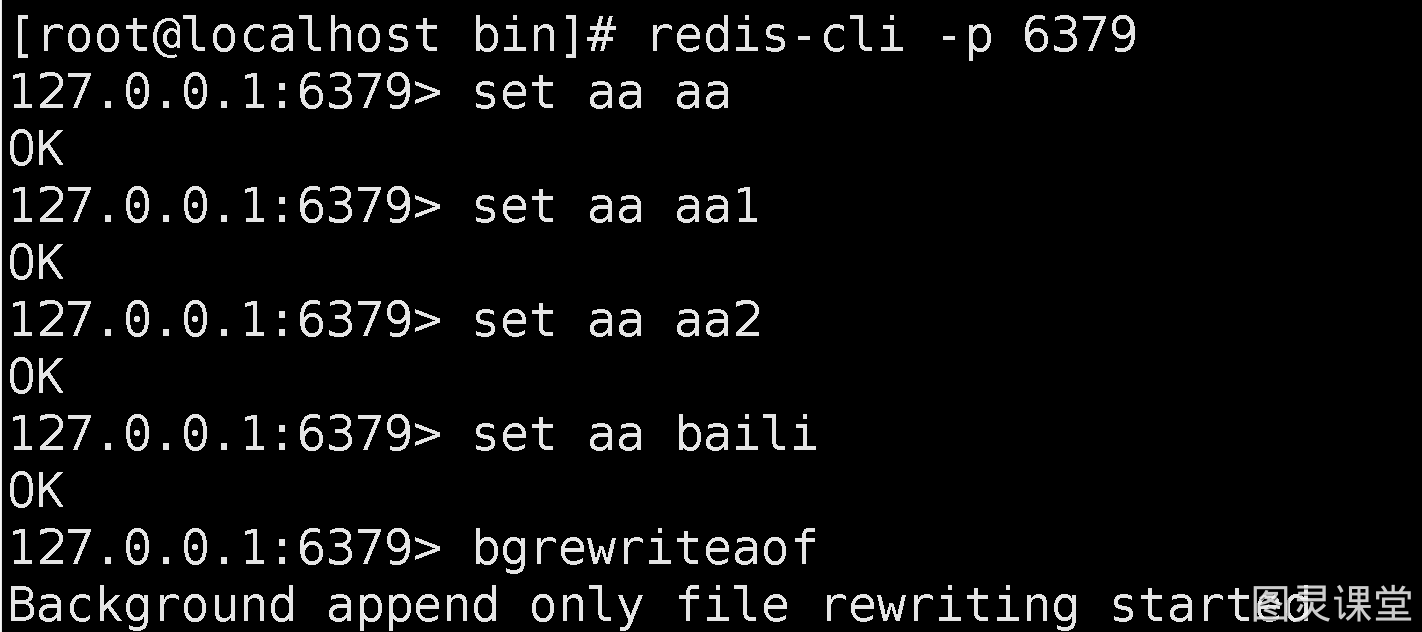 [root@localhost bin]# redis-cli -p 6379
127.0.0.1:6379> set aa aa
OK
127.0.0.1:6379> set aa aa1
OK
127.0.0.1:6379> set aa aa2
OK
127.0.0.1:6379> set aa baili
OK
127.0.0.1:6379> bgrewriteaof
Background append only file rewriting started
图灵课堂